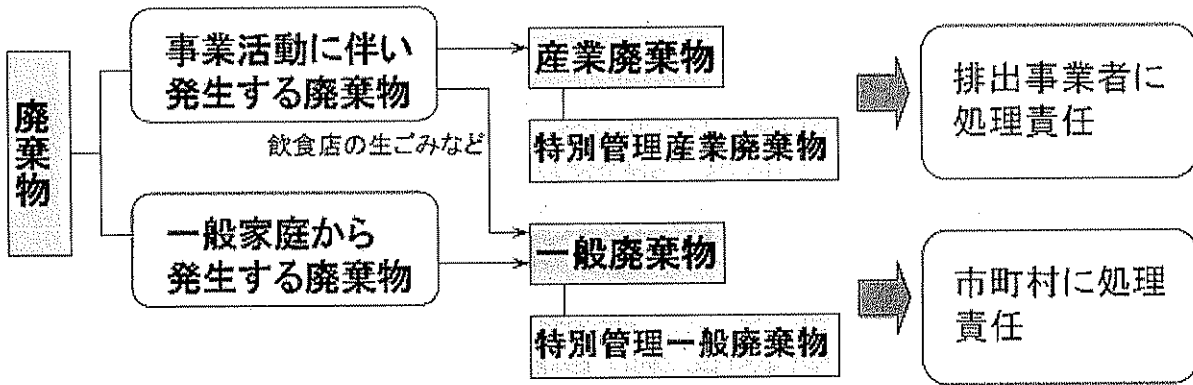 廃棄物
事業活動に伴い
発生する廃棄物
飲食店の生ごみなど
一般家庭から
発生する廃棄物
産業廃棄物
特別管理産業廃棄物
一般廃棄物
特別管理一般廃棄物
排出事業者に
処理責任
市町村に処理
責任